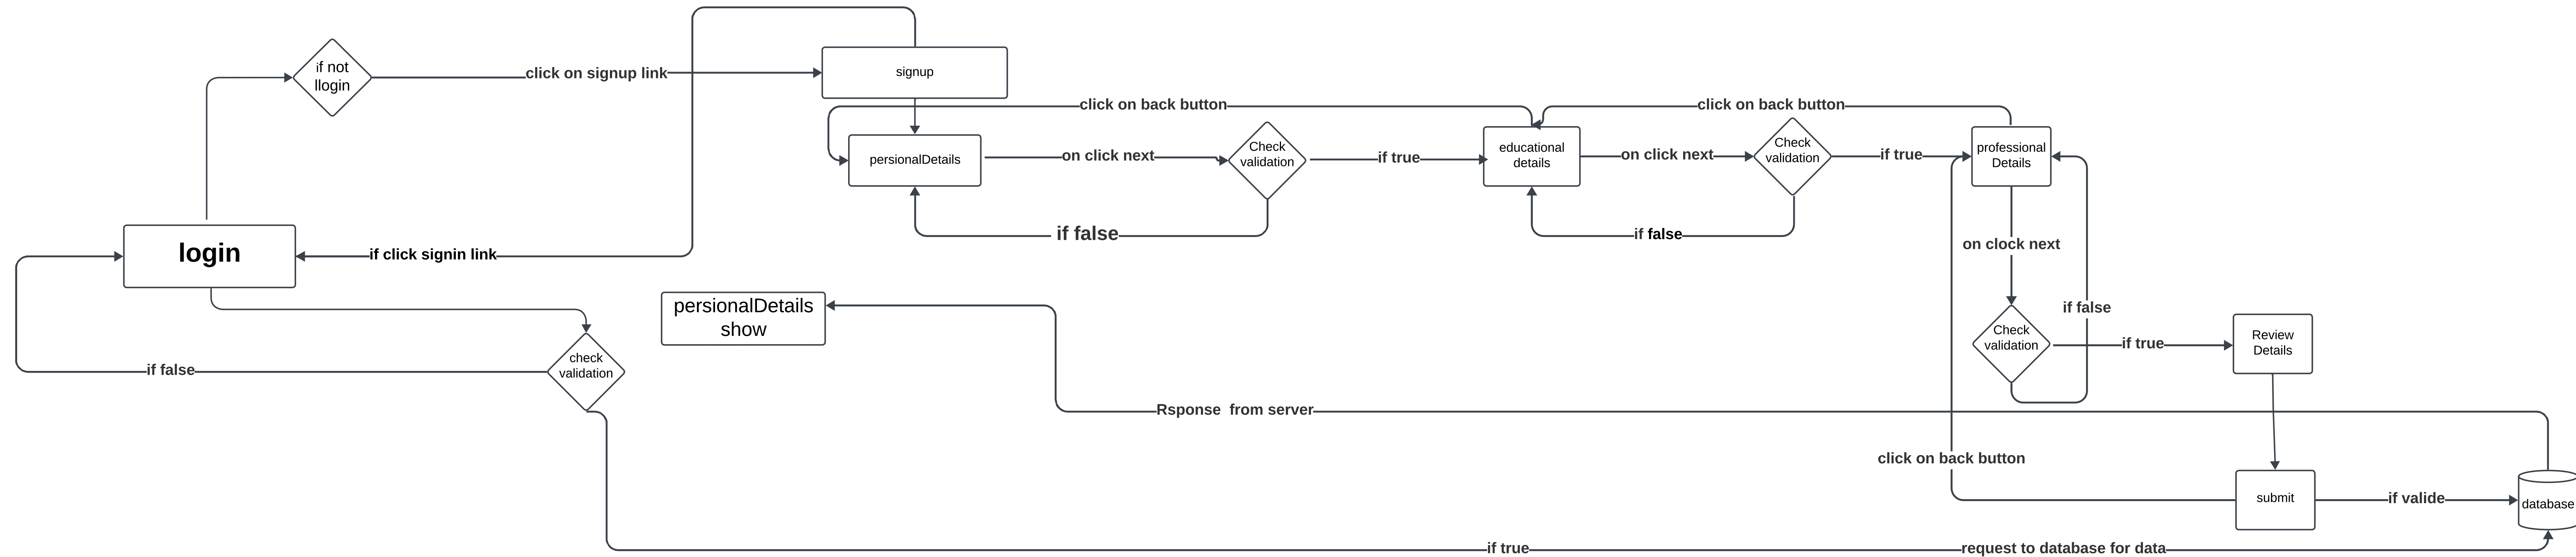 if not
llogin
click on signup link
signup
click on back button
click on back button
persionalDetails
on click next
Check
validation
if true
educational
details
on click next
Check
validation
if true
professional
Details
if false
if false
login
if click signin link
on clock next
persionalDetails
show
if false
Check
validation
if true
Review
Details
check
validation
if false
Rsponse  from server
click on back button
submit
if valide
database
if true
request to database for data